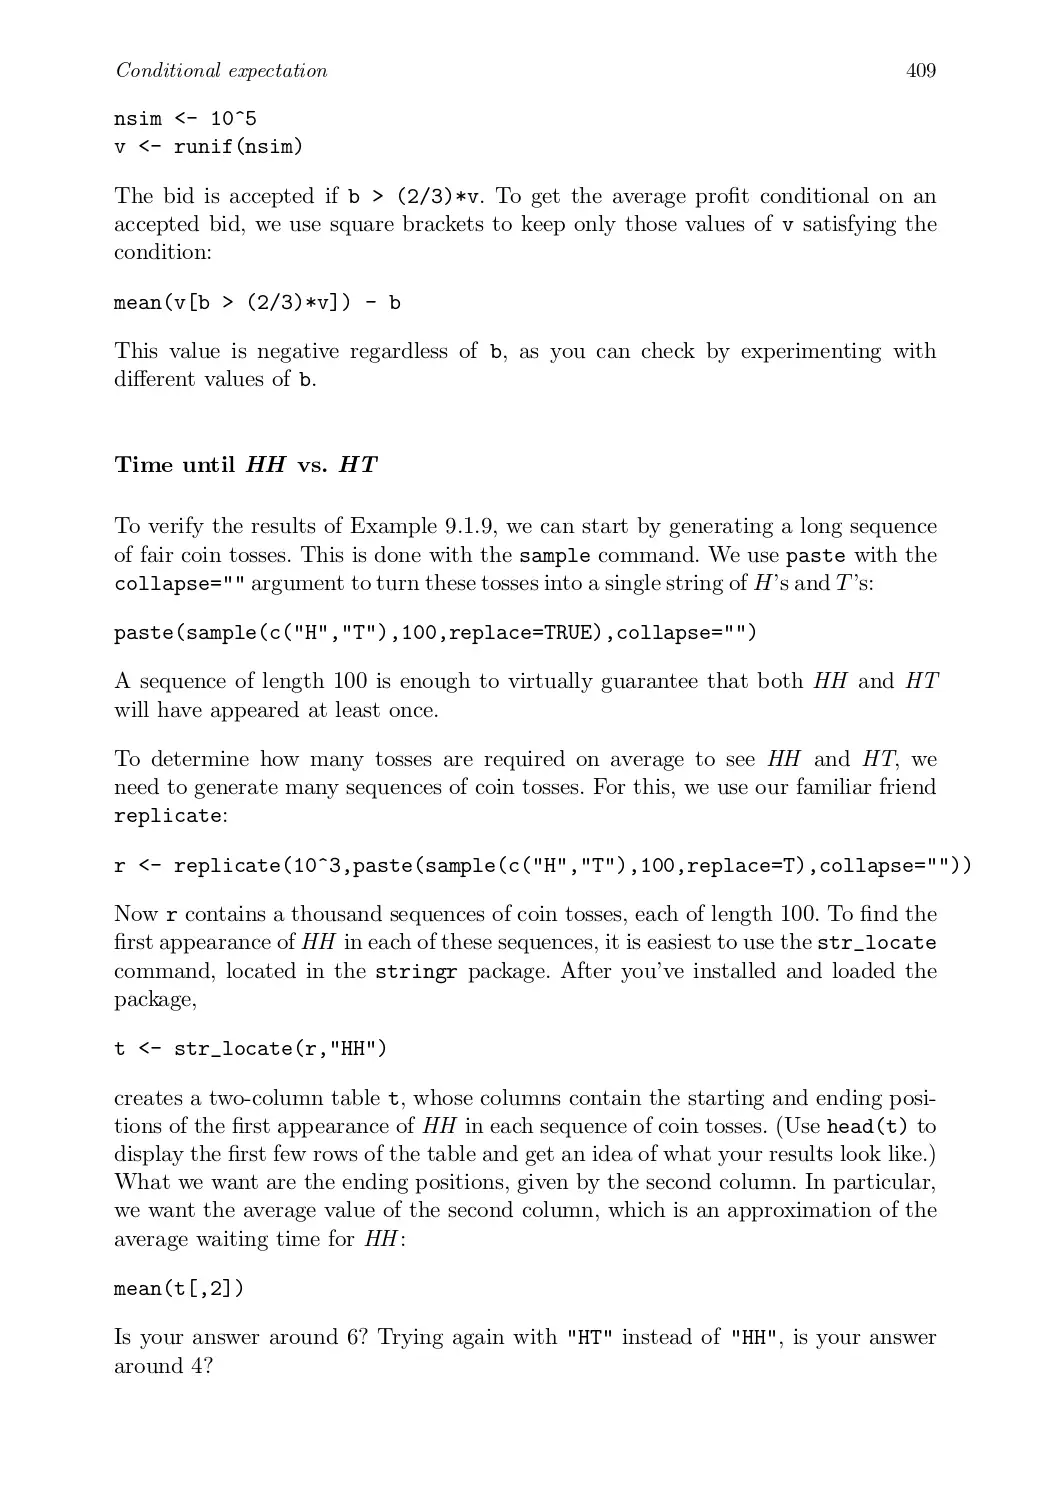 Conditional expectation 409
nsim <- 10^5
v <- runif(nsim)
The bid is accepted if b > (2/3)*v. To get the average profit conditional on an
accepted bid, we use square brackets to keep only those values of v satisfying the
condition:
mean(v[b > (2/3)*v]) - b
This value is negative regardless of b, as you can check by experimenting with
different values of b.
Time until HH vs. HT
To verify the results of Example 9.1.9, we can start by generating a long sequence
of fair coin tosses. This is done with the sample command. We use paste with the
collapse="" argument to turn these tosses into a single string of H's and T's:
paste(sample(c("H","T"),100,replace=TRUE),collapse="")
A sequence of length 100 is enough to virtually guarantee that both HH and HT
will have appeared at least once.
To determine how many tosses are required on average to see HH and HT, we
need to generate many sequences of coin tosses. For this, we use our familiar friend
replicate:
r <- replicate(10^3,paste(sample(c("H","T"),100,replace=T),collapse=""))
Now r contains a thousand sequences of coin tosses, each of length 100. To find the
first appearance of HH in each of these sequences, it is easiest to use the str_locate
command, located in the stringr package. After you've installed and loaded the
package,
t <- str_locate(r,"HH")
creates a two-column table t, whose columns contain the starting and ending posi-
tions of the first appearance of HH in each sequence of coin tosses. (Use head(t) to
display the first few rows of the table and get an idea of what your results look like.)
What we want are the ending positions, given by the second column. In particular,
we want the average value of the second column, which is an approximation of the
average waiting time for HH:
mean(t[,2])
Is your answer around 6? Trying again with "HT" instead of "HH", is your answer
around 4?